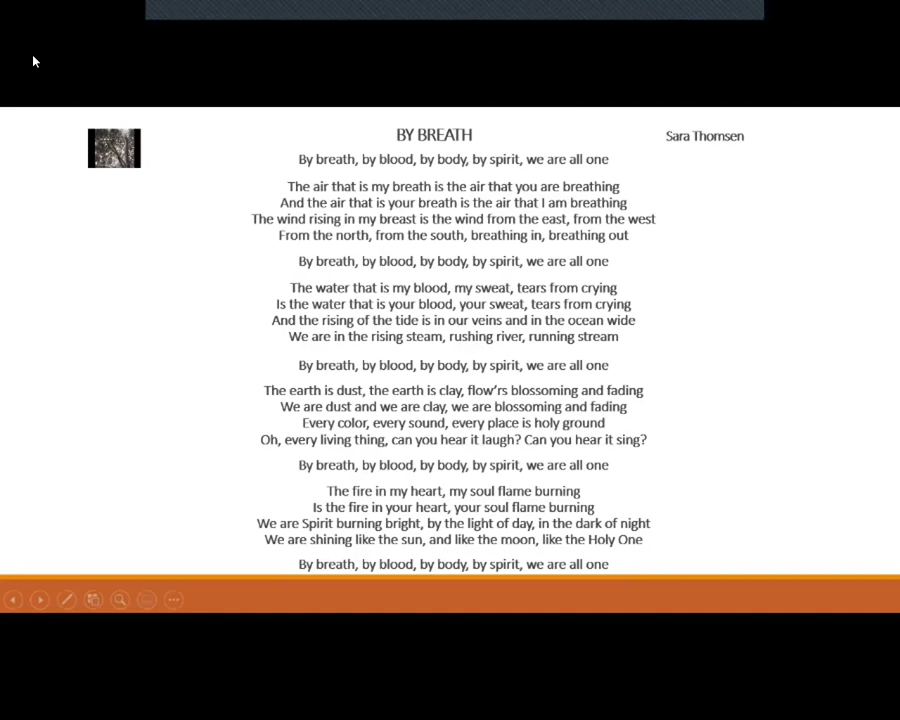 BY BREATH
Sara Thomsen
By breath, by blood, by body, by spirit, we are all one
The air that is my breath is the air that you are breathing
And the air that is your breath is the air that I am breathing
The wind rising in my breast is the wind from the east, from the west
From the north, from the south, breathing in, breathing out
By breath, by blood, by body, by spirit, we are all one
The water that is my blood, my sweat, tears from crying
Is the water that is your blood, your sweat, tears from crying
And the rising of the tide is in our veins and in the ocean wide
We are in the rising steam, rushing river, running stream
By breath, by blood, by body, by spirit, we are all one
The earth is dust, the earth is clay, flow’rs blossoming and fading
We are dust and we are clay, we are blossoming and fading
Every color, every sound, every place is holy ground
Oh, every living thing, can you hear it laugh? Can you hear it sing?
By breath, by blood, by body, by spirit, we are all one
The fire in my heart, my soul flame burning
Is the fire in your heart, your soul flame burning
We are Spirit burning bright, by the light of day, in the dark of night
We are shining like the sun, and like the moon, like the Holy One
By breath, by blood, by body, by spirit, we are all one